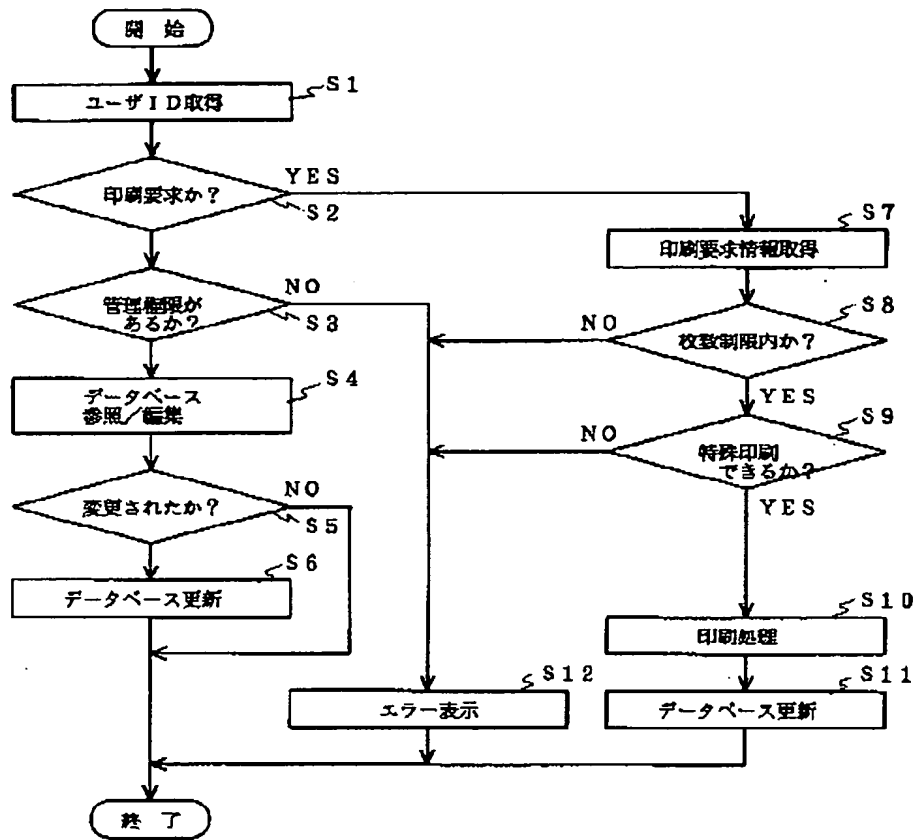 開 始
S1
ユーザID取得
YES
印刷要求か?
S2
S7
印刷要求情報取得
NO
管理権限が
あるか?
S3
S8
NO
枚数制限内か?
YES
S4
データベース
参照/編集
S9
NO
特殊印刷
できるか?
YES
NO
変更されたか?
S5
S6
データベース更新
S10
印刷処理
S12
エラー表示
S11
データベース更新
終 了